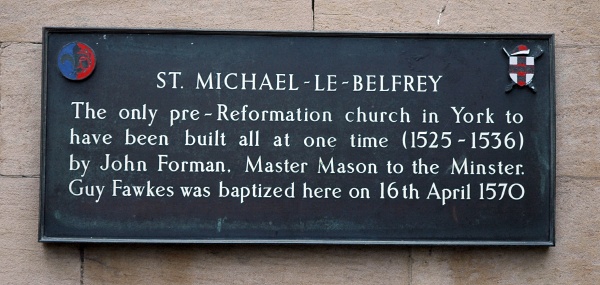 ST. MICHAEL-LE-BELFREY
The only pre-Reformation church in York to
have been built all at one time (1525-1536)
by John Forman, Master Mason to the Minster.
Guy Fawkes was baptized here on 16th April 1570